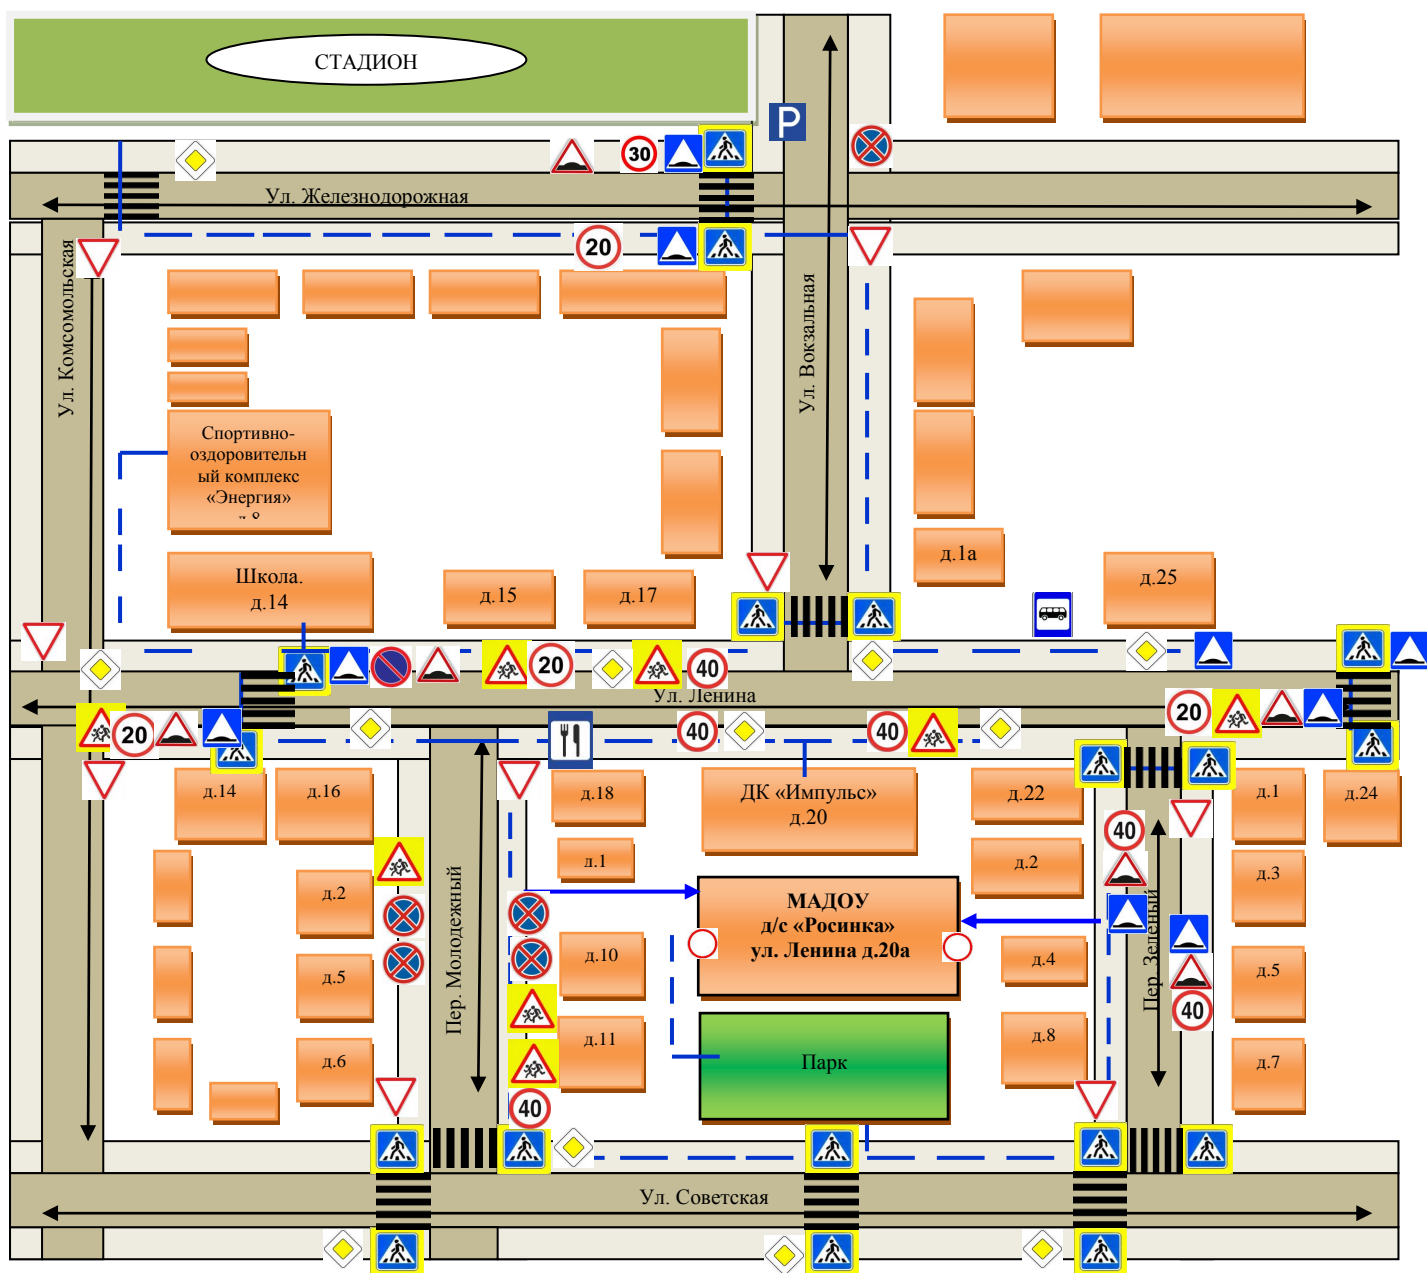 СТАДИОН
P
30
Ул. Железнодорожная
20
Ул. Комсомольская
Ул. Вокзальная
Спортивно-
оздоровительн
ый комплекс
«Энергия»
Школа.
д.14
д.15
д.17
д.1а
д.25
20
40
Ул. Ленина
20
40
40
20
д.14
д.16
д.18
ДК «Импульс»
д.20
д.22
д.1
д.24
40
д.1
д.2
д.2
д.3
Пер. Молодежный
МАДОУ
д/с «Росинка»
ул. Ленина д.20а
Пер. Зеленый
д.10
д.4
д.5
д.5
40
д.11
Парк
д.8
д.6
д.7
40
Ул. Советская